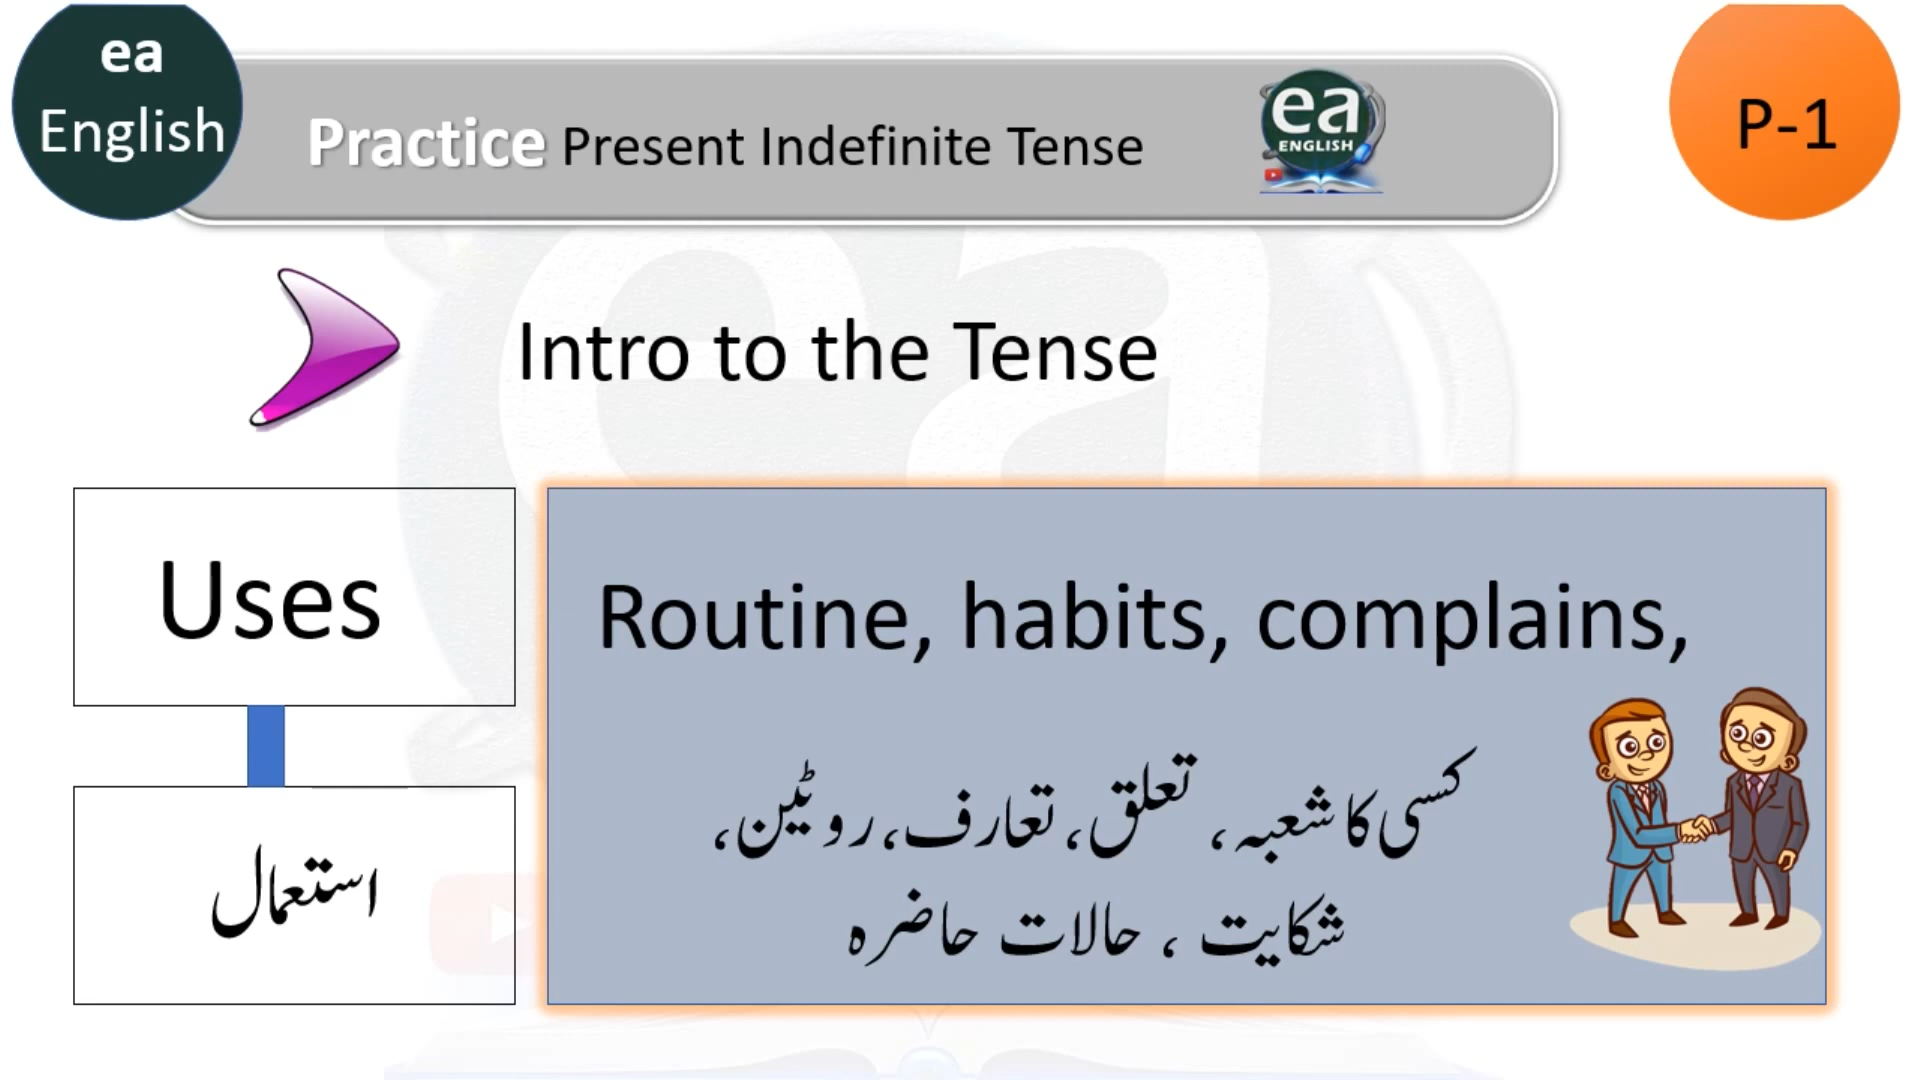 ea
English
Practice Present Indefinite Tense
ea
ENGLISH
P-1
Intro to the Tense
Uses
Routine, habits, complains,
کسی کا شعبہ، تعلق، تعارف، روٹین،
شکایت ، حالات حاضرہ
استعمال